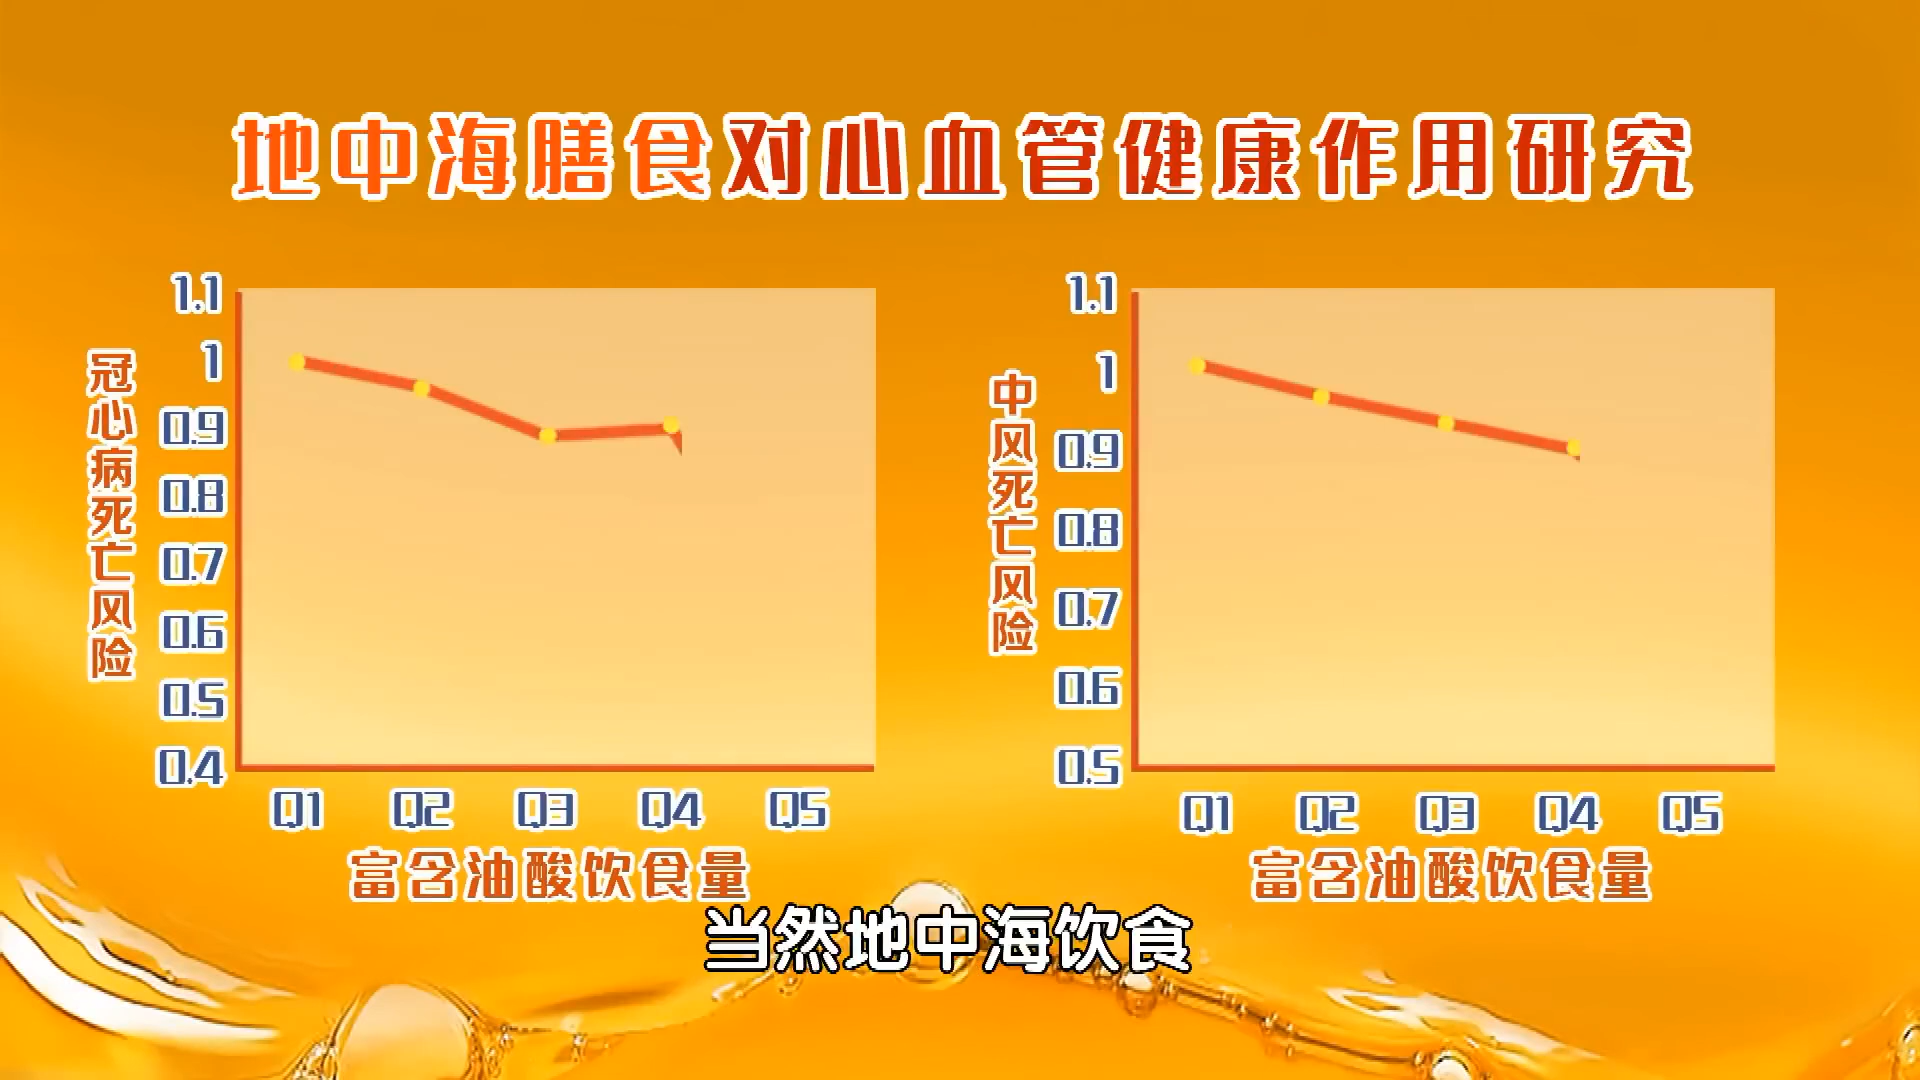 地中海膳食对心血管健康作用研究
冠心病死亡风险
1.1
1
0.9
0.8
0.7
0.6
0.5
0.4
Q1 Q2 Q3 Q4 Q5
富含油酸饮食量
中风死亡风险
1.1
1
0.9
0.8
0.7
0.6
0.5
Q1 Q2 Q3 Q4 Q5
富含油酸饮食量
当然地中海饮食